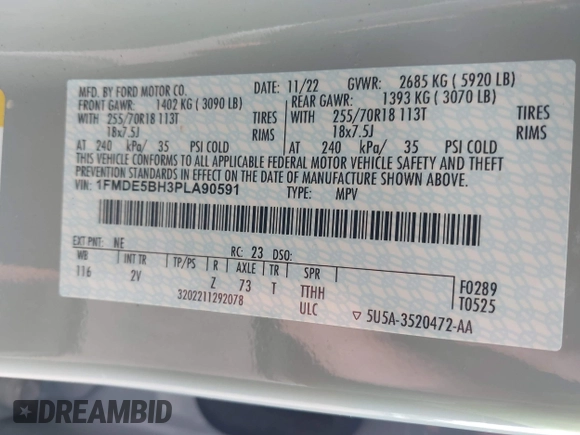 MFD. BY FORD MOTOR CO.
DATE: 11/22 GVWR: 2685 KG ( 5920 LB)
FRONT GAWR: 1402 KG ( 3090 LB)
REAR GAWR: 1393 KG ( 3070 LB)
WITH 255/70R18 113T TIRES
WITH 255/70R18 113T TIRES
18x7.5J RIMS
18x7.5J RIMS
AT 240 kPa/ 35 PSI COLD
AT 240 kPa/ 35 PSI COLD
THIS VEHICLE CONFORMS TO ALL APPLICABLE FEDERAL MOTOR VEHICLE SAFETY AND THEFT
PREVENTION STANDARDS IN EFFECT ON THE DATE OF MANUFACTURE SHOWN ABOVE.
VIN: 1FMDE5BH3PLA90591 TYPE: MPV
EXT PNT: NE RC: 23 DSO:
WB INT TR TP/PS R AXLE TR SPR
116 2V Z 73 T TTHH
ULC
3202211292078
F0289
T0525
▽ 5U5A-3520472-AA
DREAMBID